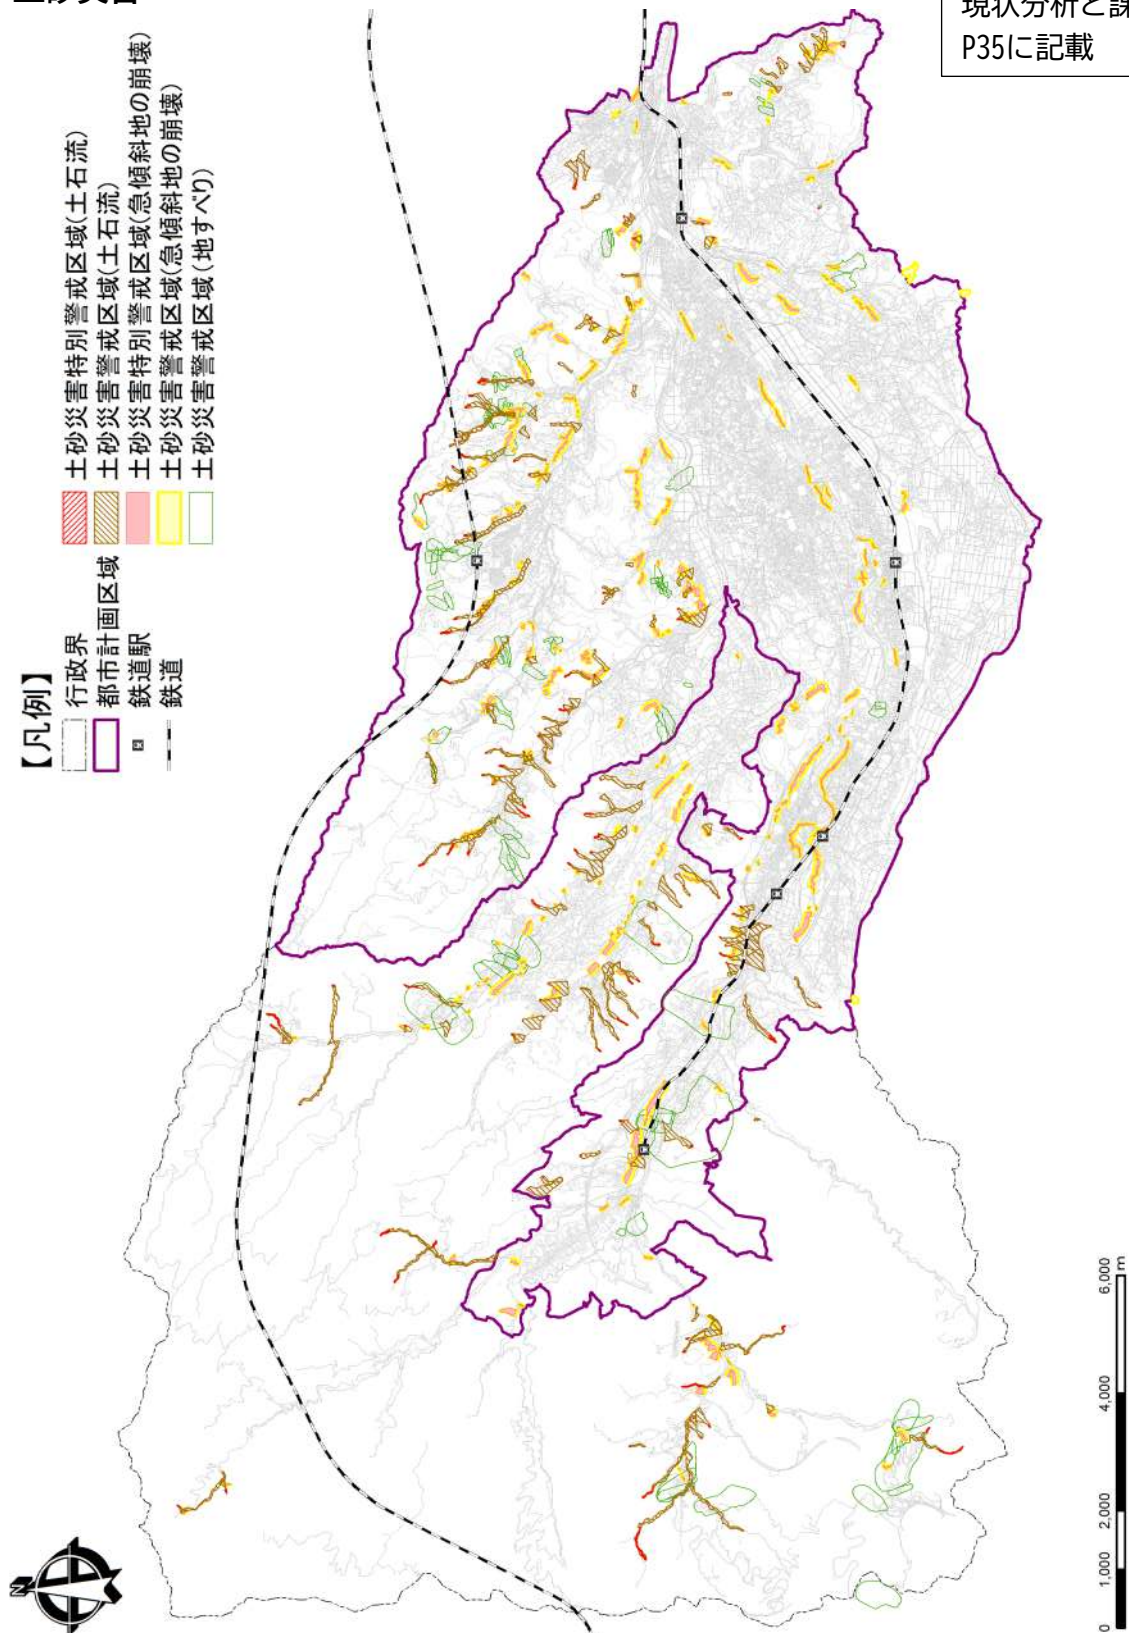 現状分析と課
P35に記載
【凡例】
行政界
都市計画区域
鉄道駅
鉄道
土砂災害特別警戒区域(土石流)
土砂災害警戒区域(土石流)
土砂災害特別警戒区域(急傾斜地の崩壊)
土砂災害警戒区域(急傾斜地の崩壊)
土砂災害警戒区域(地すべり)
N
0 1,000 2,000 4,000 6,000
m